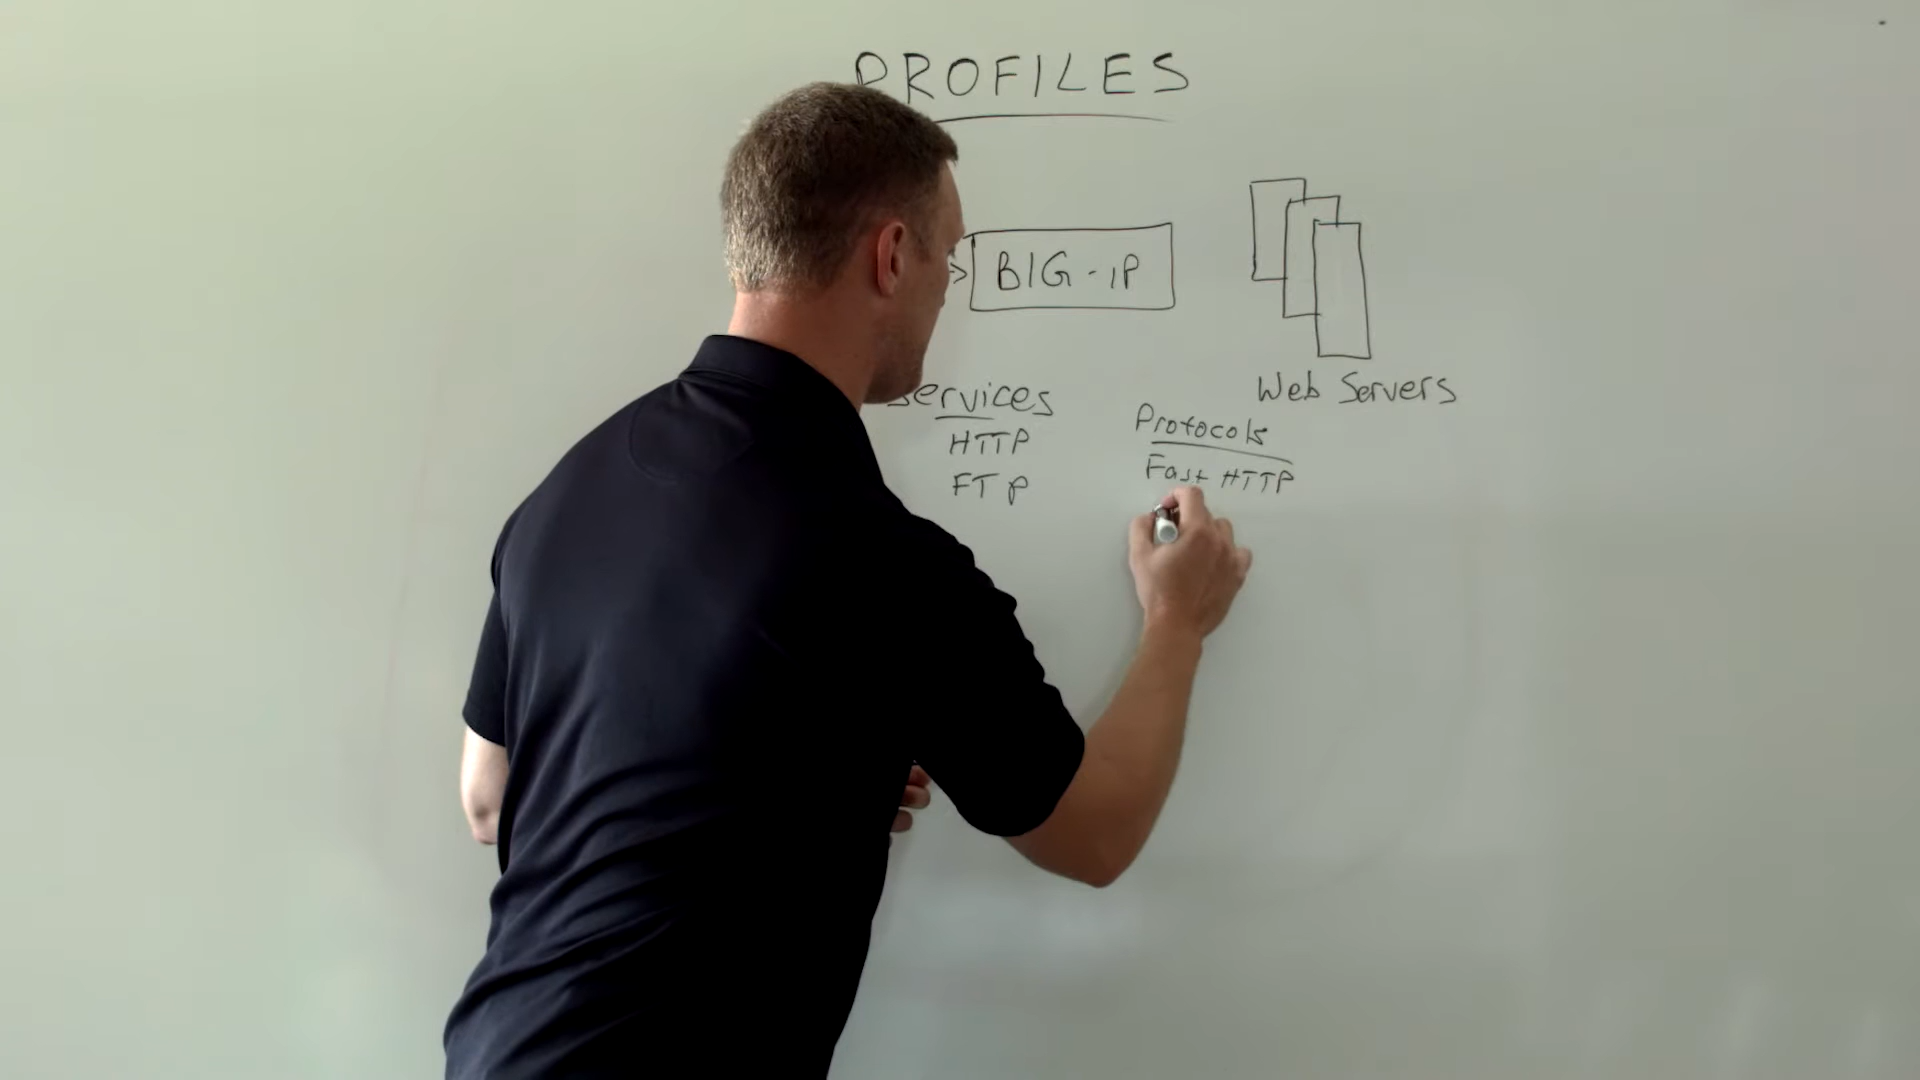 PROFILES
BIG-IP
Web Servers
Services
HTTP
FTP
Protocols
Fast HTTP